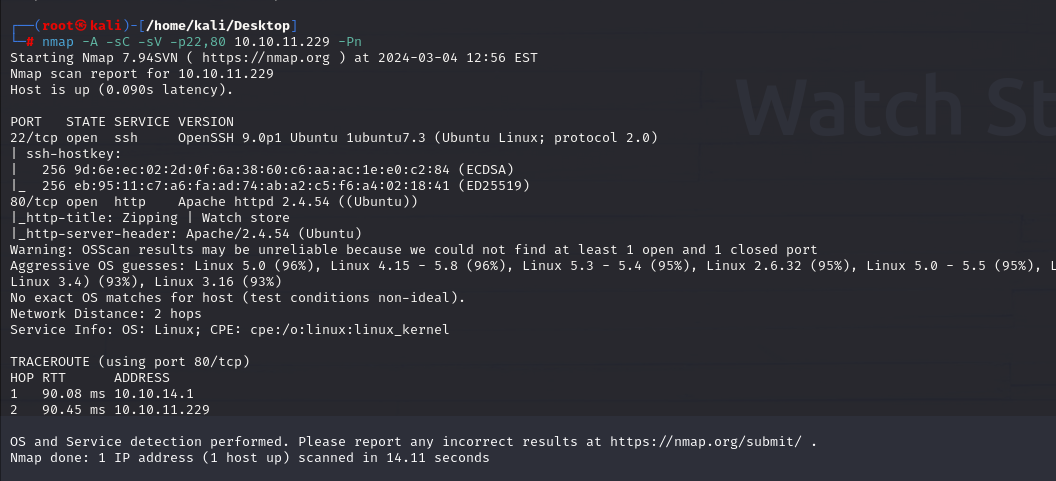 ┌──(root㉿kali)-[/home/kali/Desktop]
└─# nmap -A -sC -sV -p22,80 10.10.11.229 -Pn
Starting Nmap 7.94SVN ( https://nmap.org ) at 2024-03-04 12:56 EST
Nmap scan report for 10.10.11.229
Host is up (0.090s latency).

PORT   STATE SERVICE VERSION
22/tcp open  ssh     OpenSSH 9.0p1 Ubuntu 1ubuntu7.3 (Ubuntu Linux; protocol 2.0)
| ssh-hostkey:
|   256 9d:6e:ec:02:2d:0f:6a:38:60:c6:aa:ac:1e:e0:c2:84 (ECDSA)
|_  256 eb:95:11:c7:a6:fa:ad:74:ab:a2:c5:f6:a4:02:18:41 (ED25519)
80/tcp open  http    Apache httpd 2.4.54 ((Ubuntu))
|_http-title: Zipping | Watch store
|_http-server-header: Apache/2.4.54 (Ubuntu)
Warning: OSScan results may be unreliable because we could not find at least 1 open and 1 closed port
Aggressive OS guesses: Linux 5.0 (96%), Linux 4.15 - 5.8 (96%), Linux 5.3 - 5.4 (95%), Linux 2.6.32 (95%), Linux 5.0 - 5.5 (95%), L
Linux 3.4) (93%), Linux 3.16 (93%)
No exact OS matches for host (test conditions non-ideal).
Network Distance: 2 hops
Service Info: OS: Linux; CPE: cpe:/o:linux:linux_kernel

TRACEROUTE (using port 80/tcp)
HOP RTT      ADDRESS
1   90.08 ms 10.10.14.1
2   90.45 ms 10.10.11.229

OS and Service detection performed. Please report any incorrect results at https://nmap.org/submit/ .
Nmap done: 1 IP address (1 host up) scanned in 14.11 seconds
Watch St